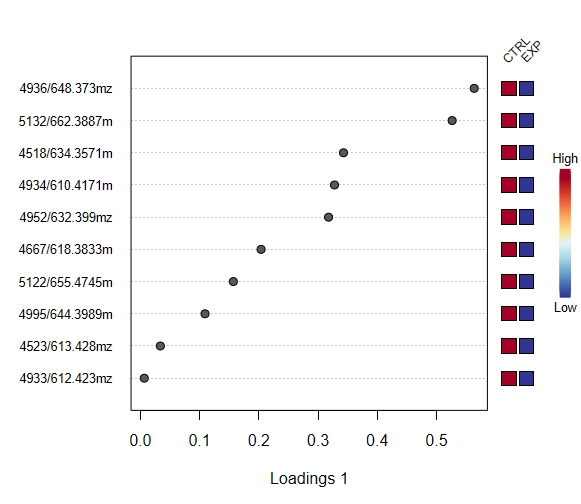 CTRL
EXP
4936/648.373mz
5132/662.3887m
4518/634.3571m
4934/610.4171m
4952/632.399mz
4667/618.3833m
5122/655.4745m
4995/644.3989m
4523/613.428mz
4933/612.423mz
High
Low
0.0 0.1 0.2 0.3 0.4 0.5
Loadings 1